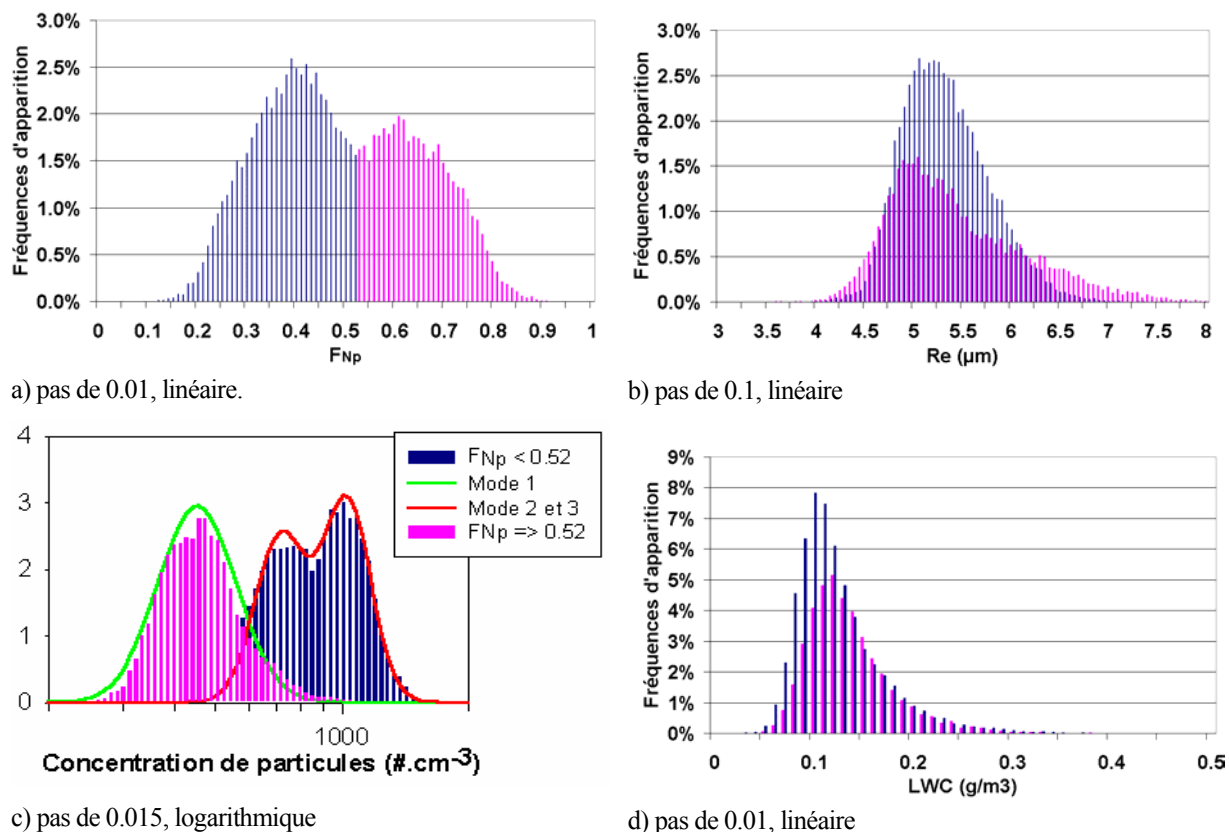 3.0%
2.5%
2.0%
1.5%
1.0%
0.5%
0.0%
Fréquences d'apparition
0 0.1 0.2 0.3 0.4 0.5 0.6 0.7 0.8 0.9 1
FNp
a) pas de 0.01, linéaire.
3.0%
2.5%
2.0%
1.5%
1.0%
0.5%
0.0%
Fréquences d'apparition
3 3.5 4 4.5 5 5.5 6 6.5 7 7.5 8
Re (µm)
b) pas de 0.1, linéaire
4
3
2
1
0
FNp < 0.52
Mode 1
Mode 2 et 3
FNp => 0.52
1000
Concentration de particules (#.cm-3)
c) pas de 0.015, logarithmique
9%
8%
7%
6%
5%
4%
3%
2%
1%
0%
Fréquences d'apparition
0 0.1 0.2 0.3 0.4 0.5
LWC (g/m3)
d) pas de 0.01, linéaire